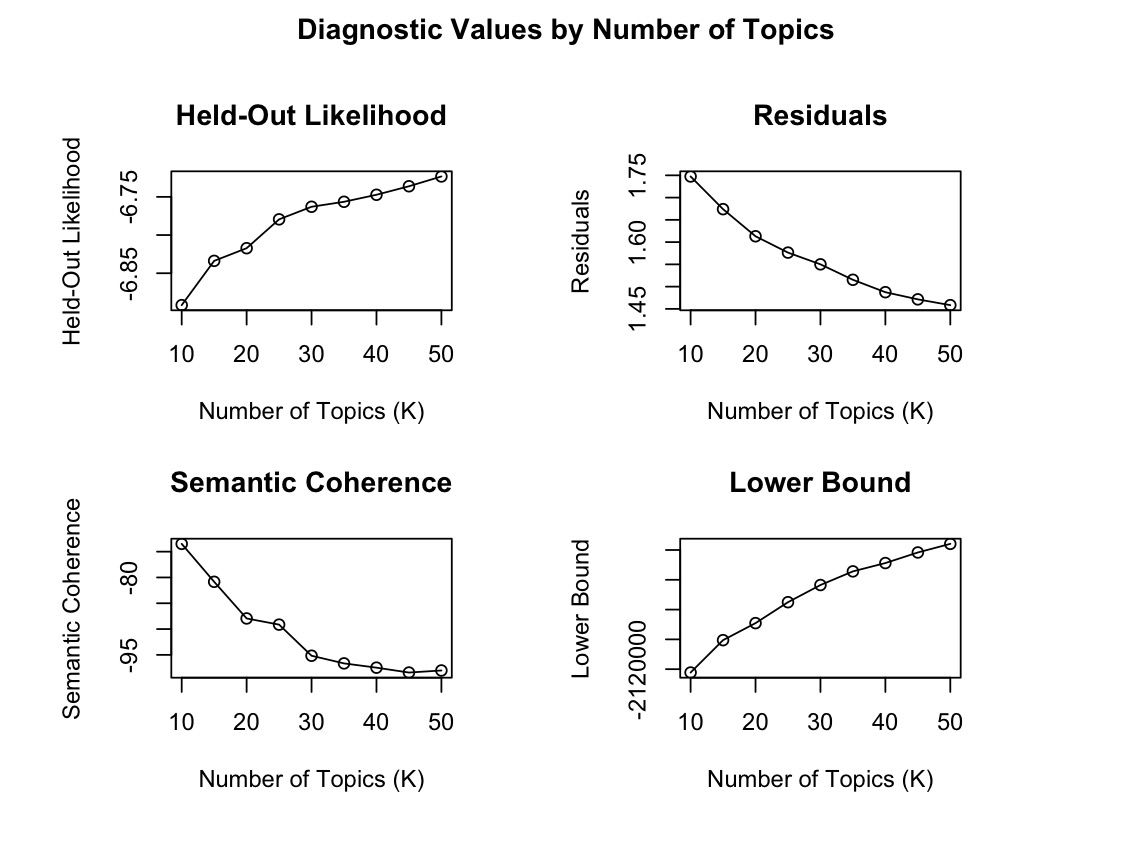 Diagnostic Values by Number of Topics
Held-Out Likelihood
Held-Out Likelihood
-6.75
-6.85
10 20 30 40 50
Number of Topics (K)
Residuals
Residuals
1.75
1.60
1.45
10 20 30 40 50
Number of Topics (K)
Semantic Coherence
Semantic Coherence
-80
-95
10 20 30 40 50
Number of Topics (K)
Lower Bound
Lower Bound
-2120000
10 20 30 40 50
Number of Topics (K)